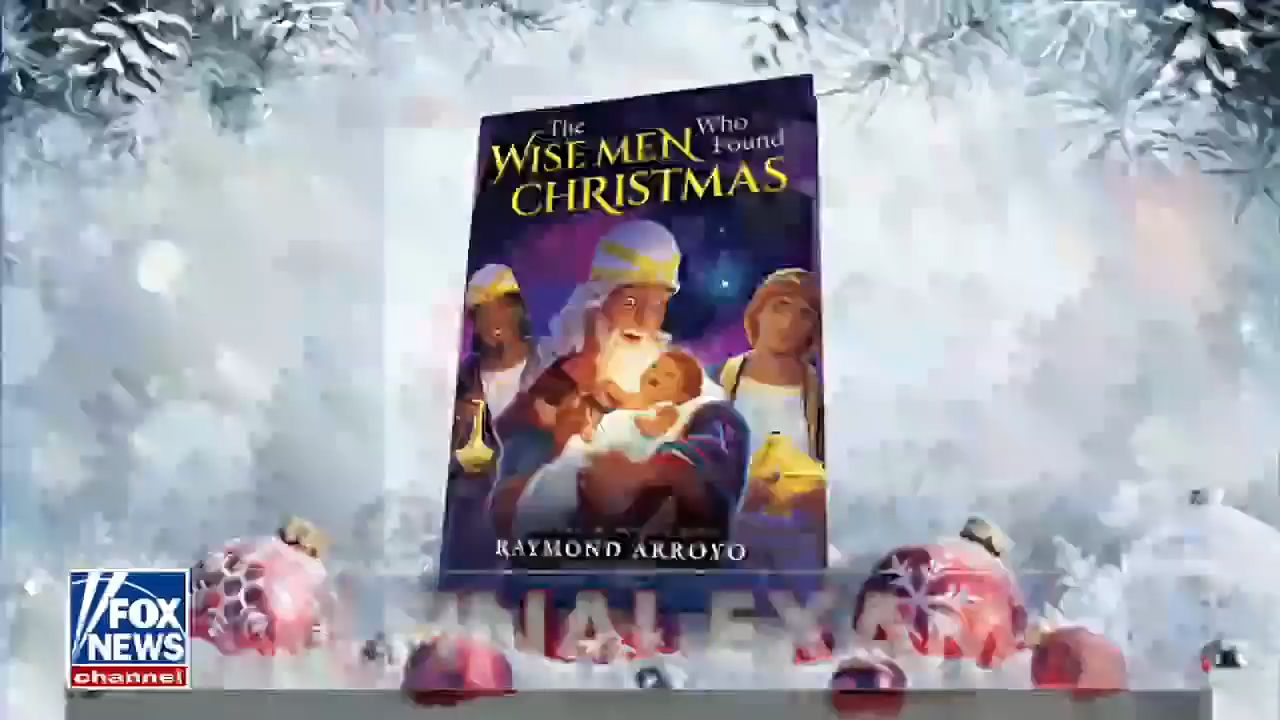 The
Who
WISE MEN
Found
CHRISTMAS
RAYMOND ARROYO
FOX
NEWS
channel